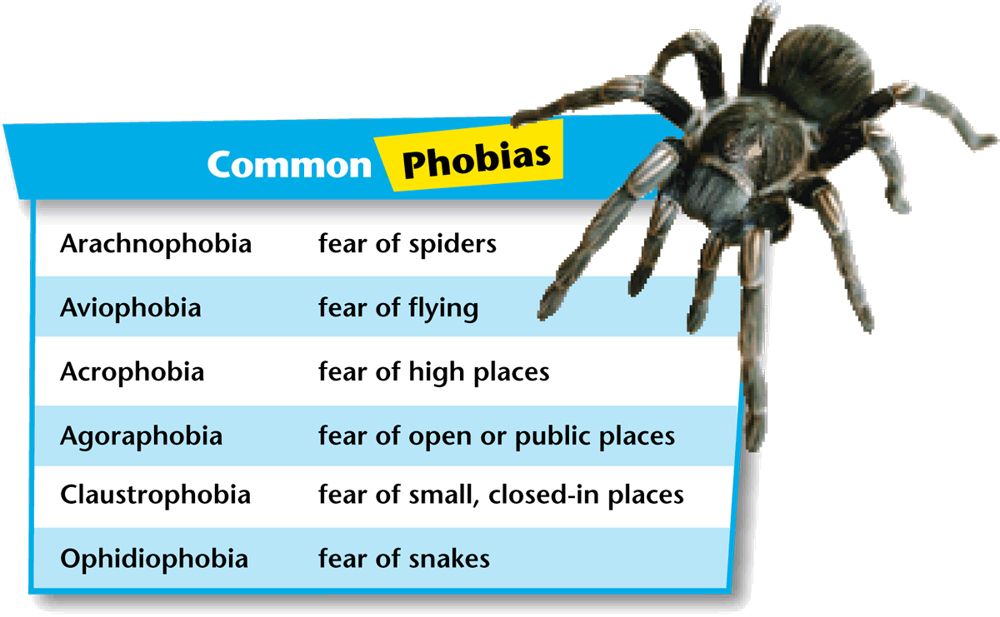 Common Phobias
Arachnophobia fear of spiders
Aviophobia fear of flying
Acrophobia fear of high places
Agoraphobia fear of open or public places
Claustrophobia fear of small, closed-in places
Ophidiophobia fear of snakes